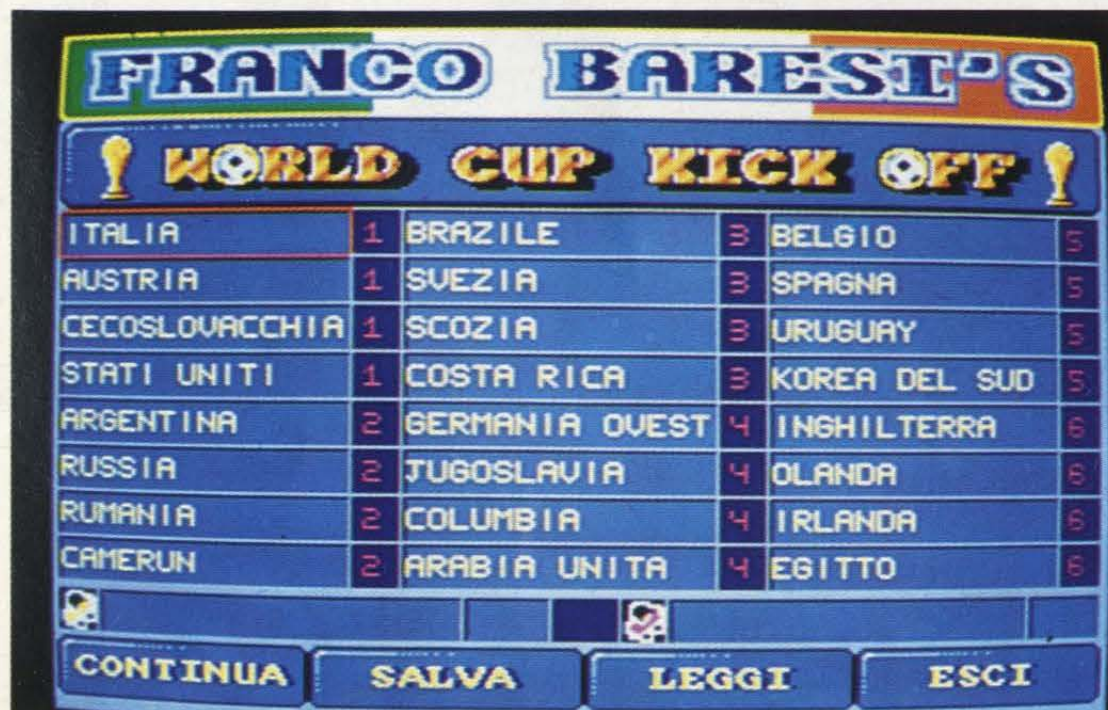 FRANCO BARESI'S
WORLD CUP KICK OFF
ITALIA 1 BRAZILE 3 BELGIO 5
AUSTRIA 1 SVEZIA 3 SPAGNA 5
CECOSLOVACCHIA 1 SCOZIA 3 URUGUAY 5
STATI UNITI 1 COSTA RICA 3 KOREA DEL SUD 5
ARGENTINA 2 GERMANIA OVEST 4 INGHILTERRA 6
RUSSIA 2 JUGOSLAVIA 4 OLANDA 6
RUMANIA 2 COLUMBIA 4 IRLANDA 6
CAMERUN 2 ARABIA UNITA 4 EGITTO 6
CONTINUA SALVA LEGGI ESCI